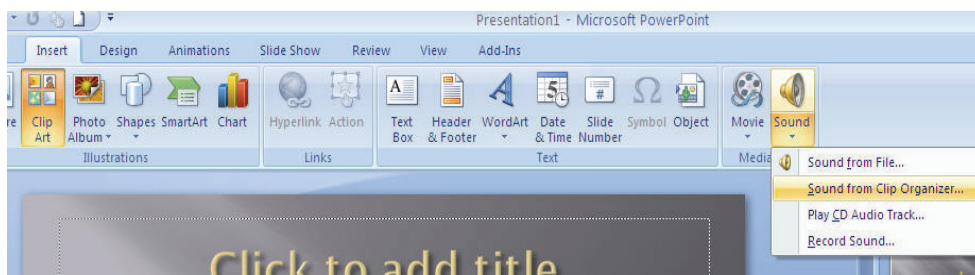 Presentation1 - Microsoft PowerPoint
Insert Design Animations Slide Show Review View Add-Ins
re Clip Art Photo Album Shapes SmartArt Chart Hyperlink Action Text Box Header & Footer WordArt Date & Time Slide Number Symbol Object Movie Sound
Illustrations Links Text Media
Sound from File...
Sound from Clip Organizer...
Play CD Audio Track...
Record Sound...
Click to add title